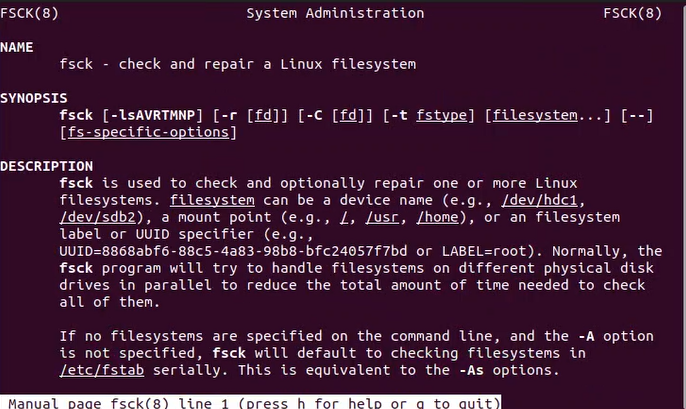 FSCK(8) System Administration FSCK(8)
NAME
fsck - check and repair a Linux filesystem
SYNOPSIS
fsck [-lsAVRTMNP] [-r [fd]] [-C [fd]] [-t fstype] [filesystem...] [--]
[fs-specific-options]
DESCRIPTION
fsck is used to check and optionally repair one or more Linux
filesystems. filesystem can be a device name (e.g., /dev/hdc1,
/dev/sdb2), a mount point (e.g., /, /usr, /home), or an filesystem
label or UUID specifier (e.g.,
UUID=8868abf6-88c5-4a83-98b8-bfc24057f7bd or LABEL=root). Normally, the
fsck program will try to handle filesystems on different physical disk
drives in parallel to reduce the total amount of time needed to check
all of them.
If no filesystems are specified on the command line, and the -A option
is not specified, fsck will default to checking filesystems in
/etc/fstab serially. This is equivalent to the -As options.
Manual page fsck(8) line 1 (press h for help or q to quit)